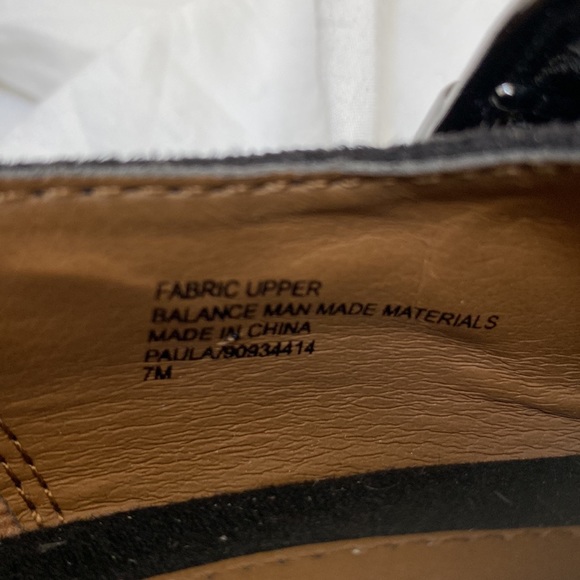 FABRIC UPPER
BALANCE MAN MADE MATERIALS
MADE IN CHINA
PAULA/90934414
7M